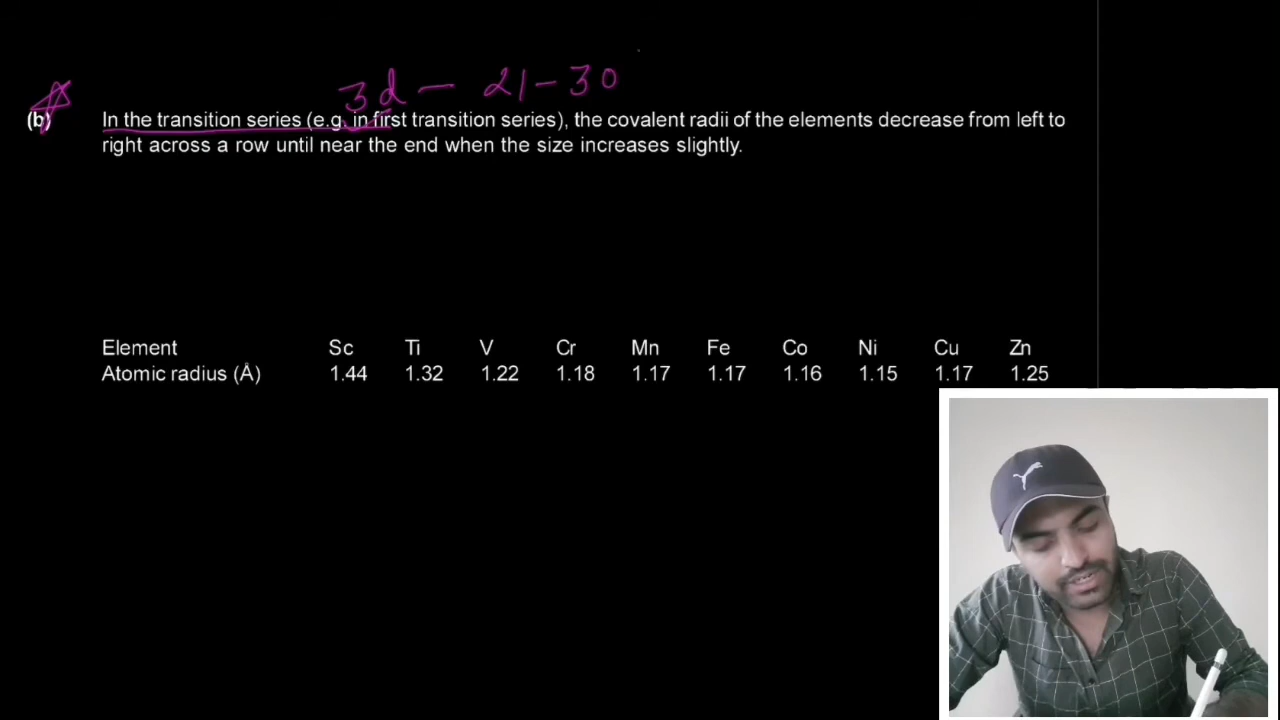 3d - 21-30
(b) In the transition series (e.g. in first transition series), the covalent radii of the elements decrease from left to
right across a row until near the end when the size increases slightly.
Element Sc Ti V Cr Mn Fe Co Ni Cu Zn
Atomic radius (Å) 1.44 1.32 1.22 1.18 1.17 1.17 1.16 1.15 1.17 1.25